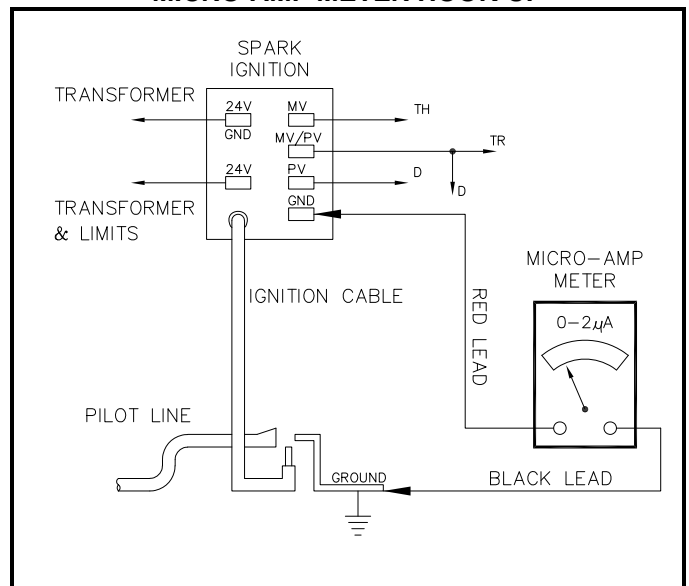 SPARK
IGNITION
TRANSFORMER
24V
MV
TH
GND
MV/PV
TR
24V
PV
D
D
GND
TRANSFORMER
& LIMITS
MICRO-AMP
METER
IGNITION CABLE
RED LEAD
0-2µA
PILOT LINE
GROUND
BLACK LEAD